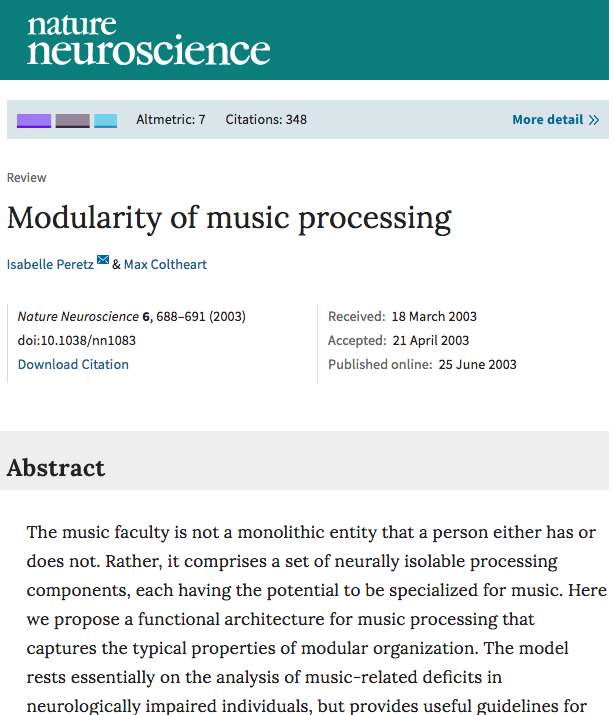 nature
neuroscience
Altmetric: 7 Citations: 348 More detail »
Review
Modularity of music processing
Isabelle Peretz & Max Coltheart
Nature Neuroscience 6, 688–691 (2003)
doi:10.1038/nn1083
Download Citation
Received: 18 March 2003
Accepted: 21 April 2003
Published online: 25 June 2003
Abstract
The music faculty is not a monolithic entity that a person either has or
does not. Rather, it comprises a set of neurally isolable processing
components, each having the potential to be specialized for music. Here
we propose a functional architecture for music processing that
captures the typical properties of modular organization. The model
rests essentially on the analysis of music-related deficits in
neurologically impaired individuals, but provides useful guidelines for